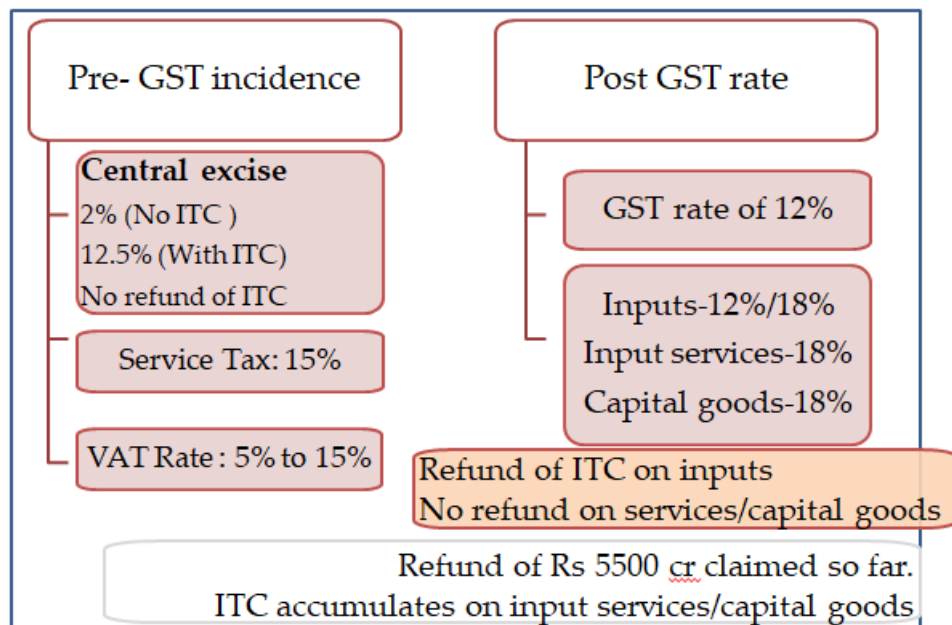 Pre- GST incidence
Central excise
2% (No ITC )
12.5% (With ITC)
No refund of ITC
Service Tax: 15%
VAT Rate : 5% to 15%
Post GST rate
GST rate of 12%
Inputs-12%/18%
Input services-18%
Capital goods-18%
Refund of ITC on inputs
No refund on services/capital goods
Refund of Rs 5500 cr claimed so far.
ITC accumulates on input services/capital goods